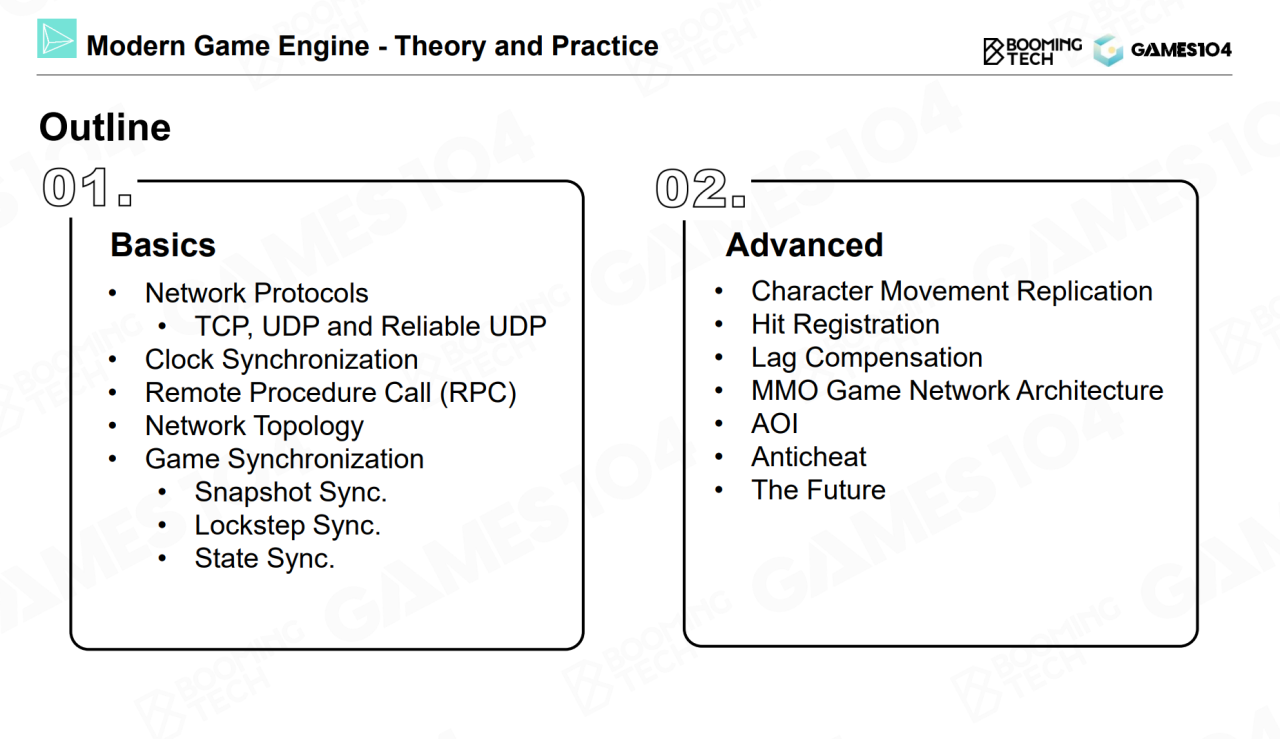 Modern Game Engine - Theory and Practice
BOOMING
TECH
GAMES104
Outline
01.
Basics
• Network Protocols
• TCP, UDP and Reliable UDP
• Clock Synchronization
• Remote Procedure Call (RPC)
• Network Topology
• Game Synchronization
• Snapshot Sync.
• Lockstep Sync.
• State Sync.
02.
Advanced
• Character Movement Replication
• Hit Registration
• Lag Compensation
• MMO Game Network Architecture
• AOI
• Anticheat
• The Future